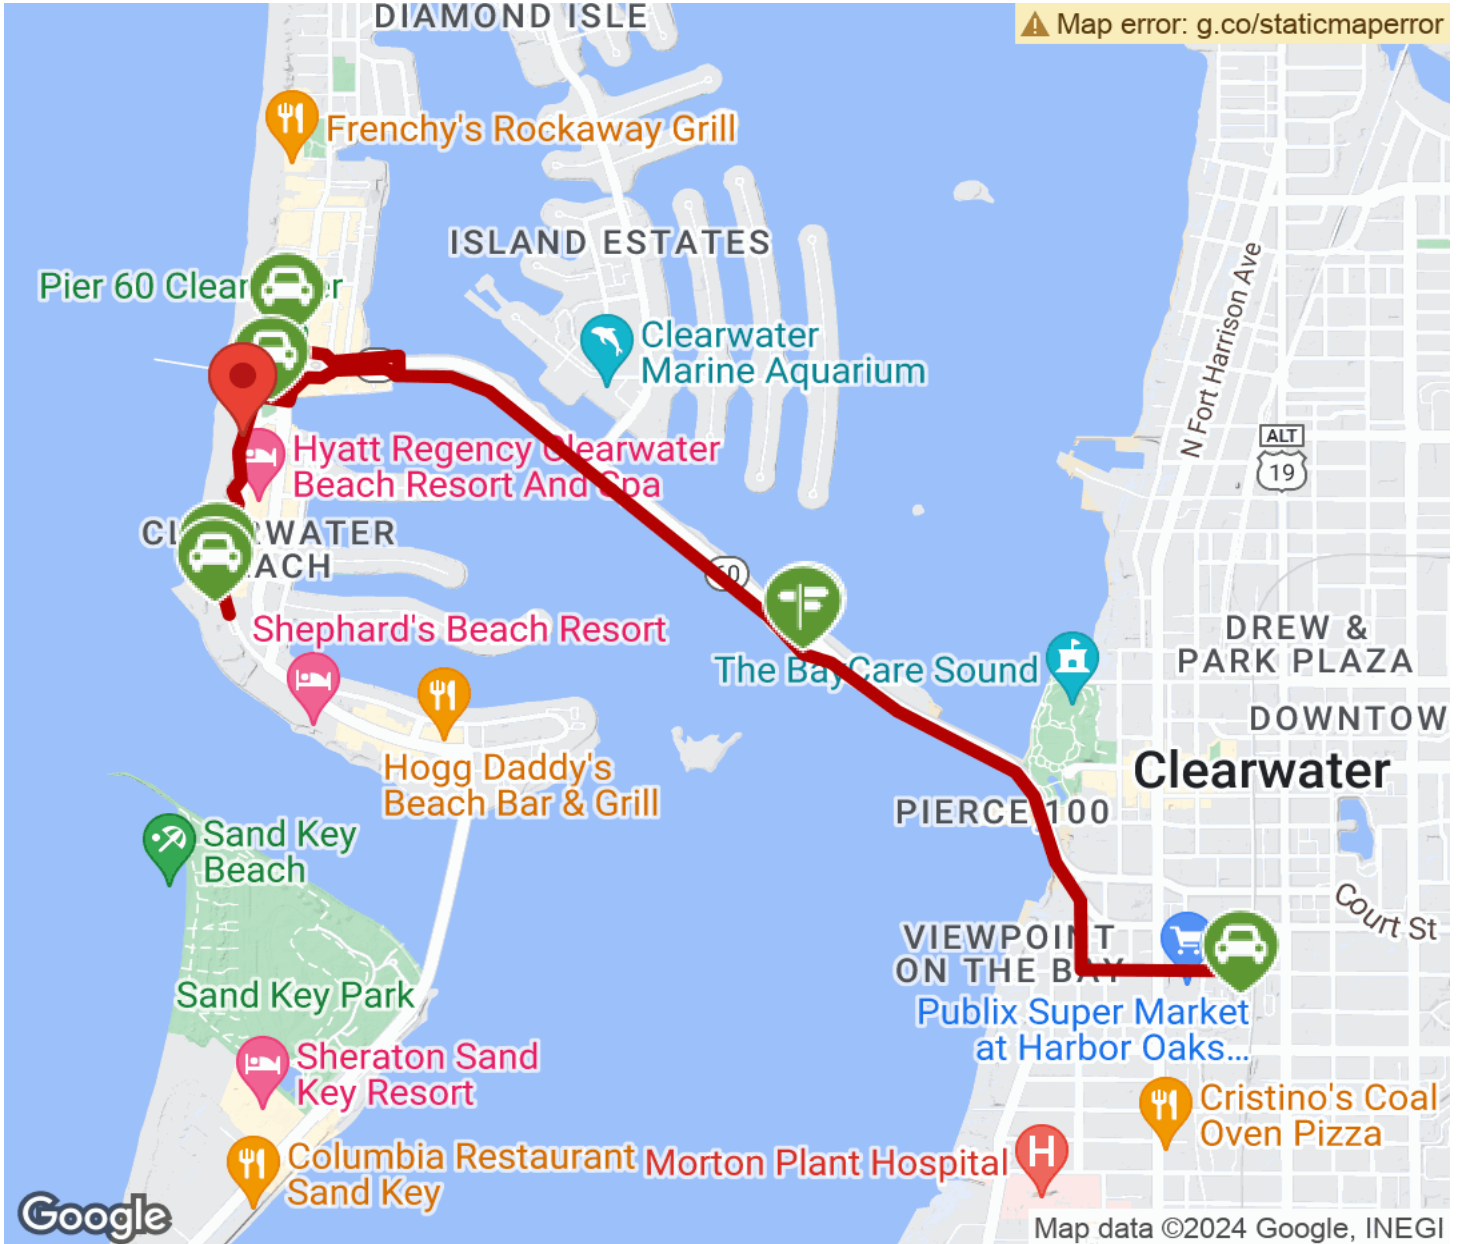 DIAMOND ISLE
Map error: g.co/staticmaperror
Frenchy's Rockaway Grill
ISLAND ESTATES
N Fort Harrison Ave
Pier 60 Clear er
Clearwater
Marine Aquarium
ALT
19
Hyatt Regency Clearwater
Beach Resort And Spa
CL RWATER
ACH
60
Shephard's Beach Resort
DREW &
PARK PLAZA
The BayCare Sound
DOWNTOW
Clearwater
Hogg Daddy's
Beach Bar & Grill
PIERCE 100
Sand Key
Beach
Court St
VIEWPOINT
ON THE BAY
Sand Key Park
Publix Super Market
at Harbor Oaks...
Sheraton Sand
Key Resort
Cristino's Coal
Oven Pizza
Columbia Restaurant
Sand Key
Morton Plant Hospital
H
Google
Map data ©2024 Google, INEGI